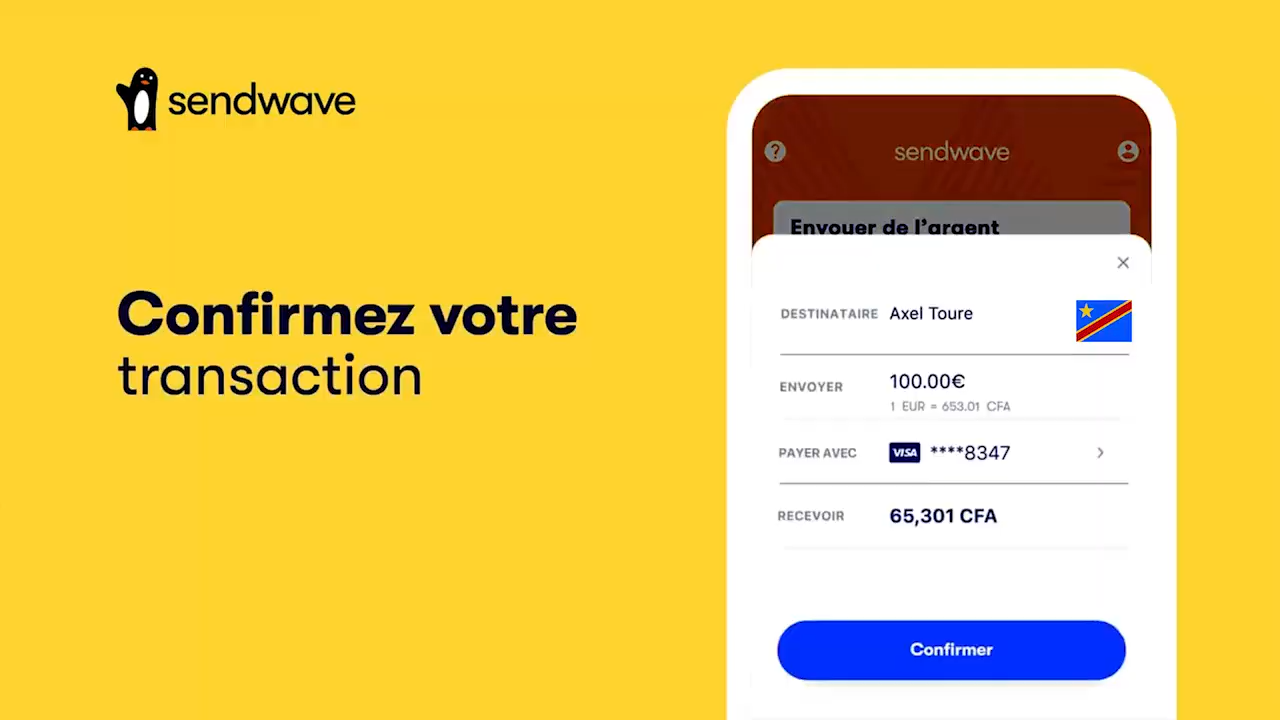 sendwave
Confirmez votre
transaction
sendwave
Envoyer de l'argent
DESTINATAIRE Axel Toure
ENVOYER 100.00€
1 EUR = 653.01 CFA
PAYER AVEC VISA ****8347
RECEVOIR 65,301 CFA
Confirmer